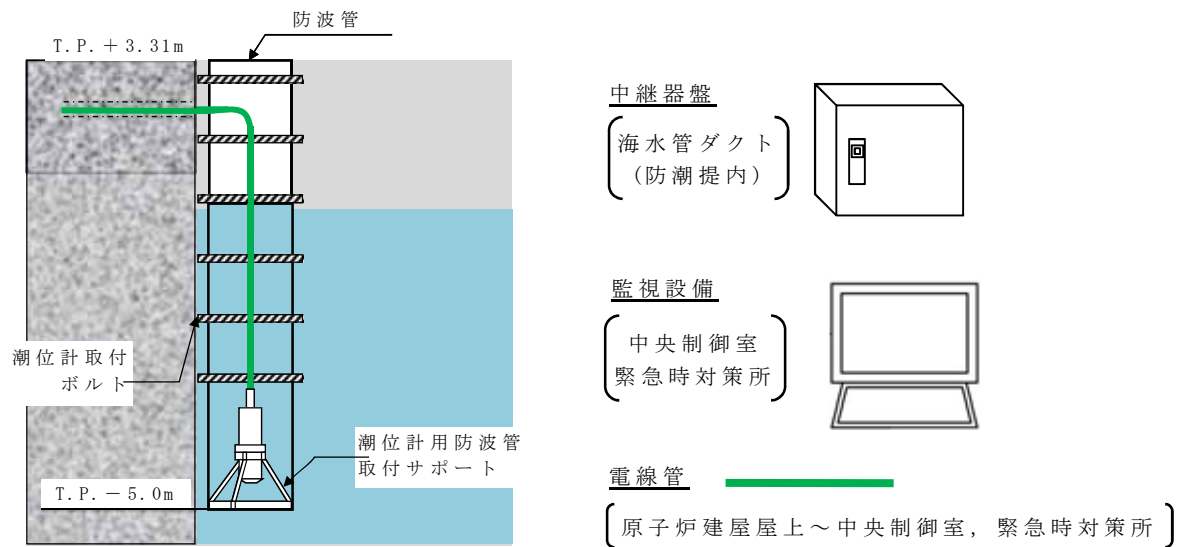 防波管
T.P.＋3.31m
潮位計取付
ボルト
潮位計用防波管
取付サポート
T.P.－5.0m
中継器盤
海水管ダクト
(防潮提内)
監視設備
中央制御室
緊急時対策所
電線管
原子炉建屋屋上～中央制御室，緊急時対策所